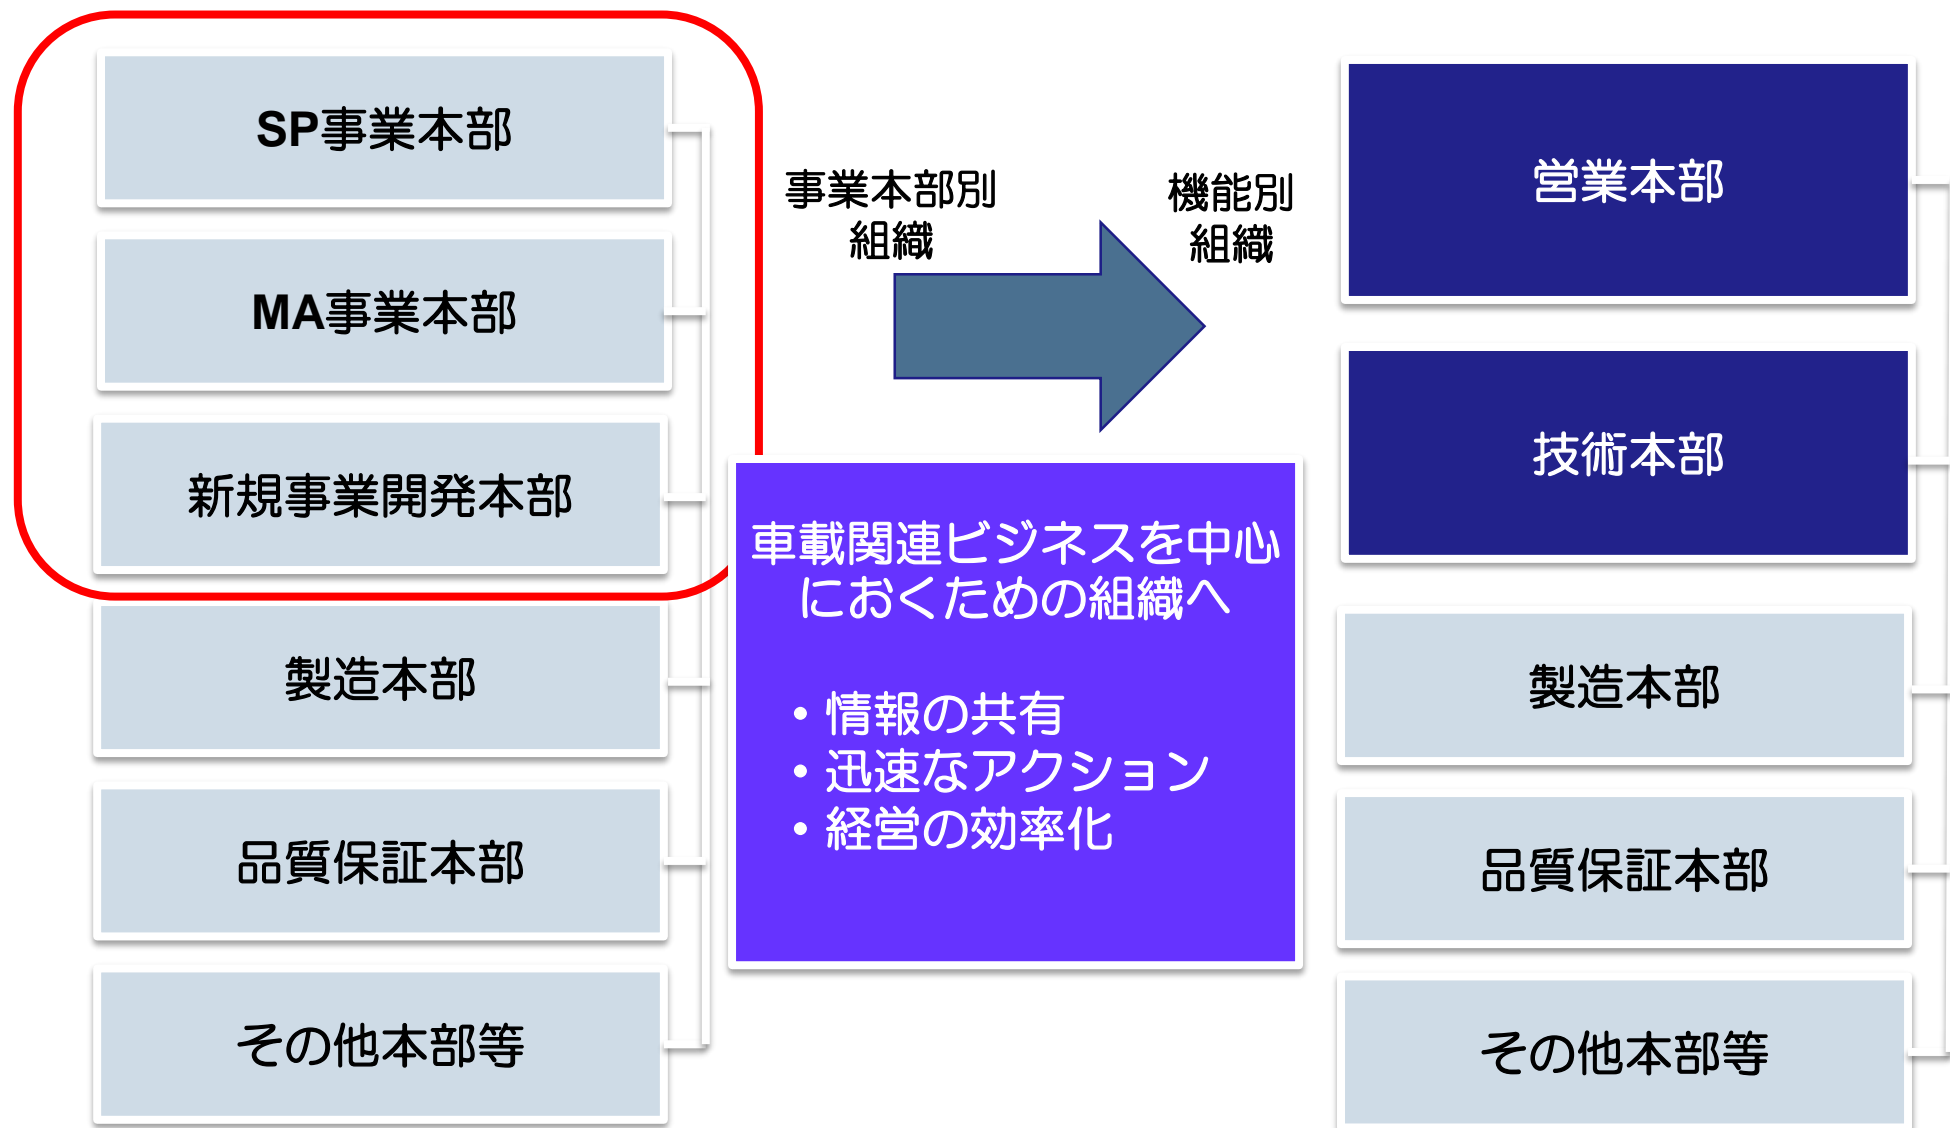 SP事業本部
MA事業本部
新規事業開発本部
製造本部
品質保証本部
その他本部等
事業本部別
組織
機能別
組織
車載関連ビジネスを中心
におくための組織へ
• 情報の共有
• 迅速なアクション
• 経営の効率化
営業本部
技術本部
製造本部
品質保証本部
その他本部等